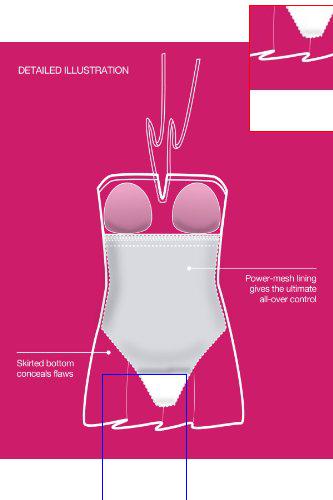 DETAILED ILLUSTRATION
Power-mesh lining
gives the ultimate
all-over control
Skirted bottom
conceals flaws